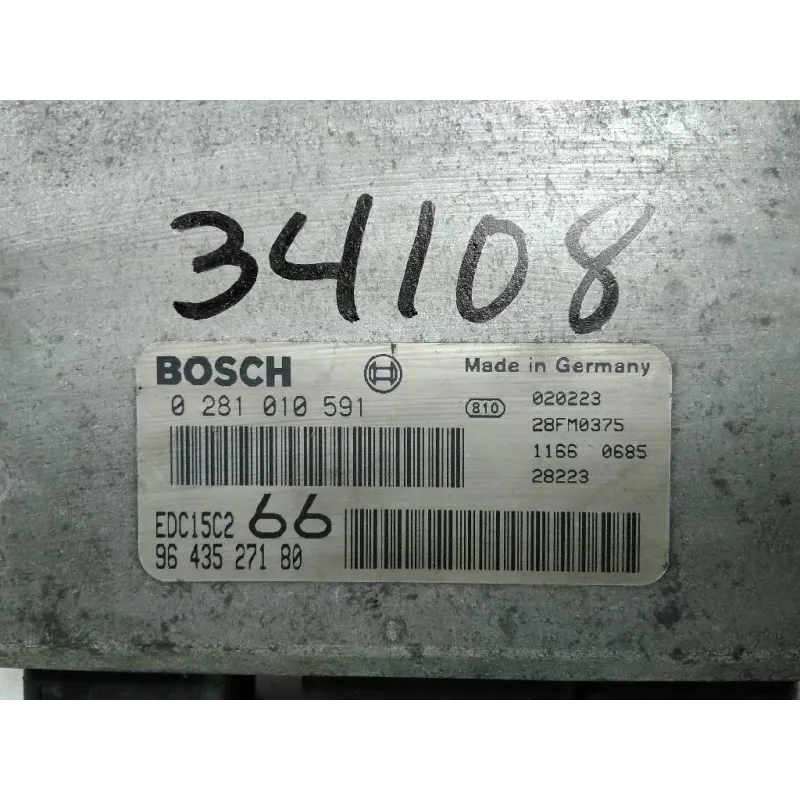 34108
BOSCH
Made in Germany
0 281 010 591
810
020223
28FM0375
1166 0685
28223
EDC15C2 66
96 435 271 80